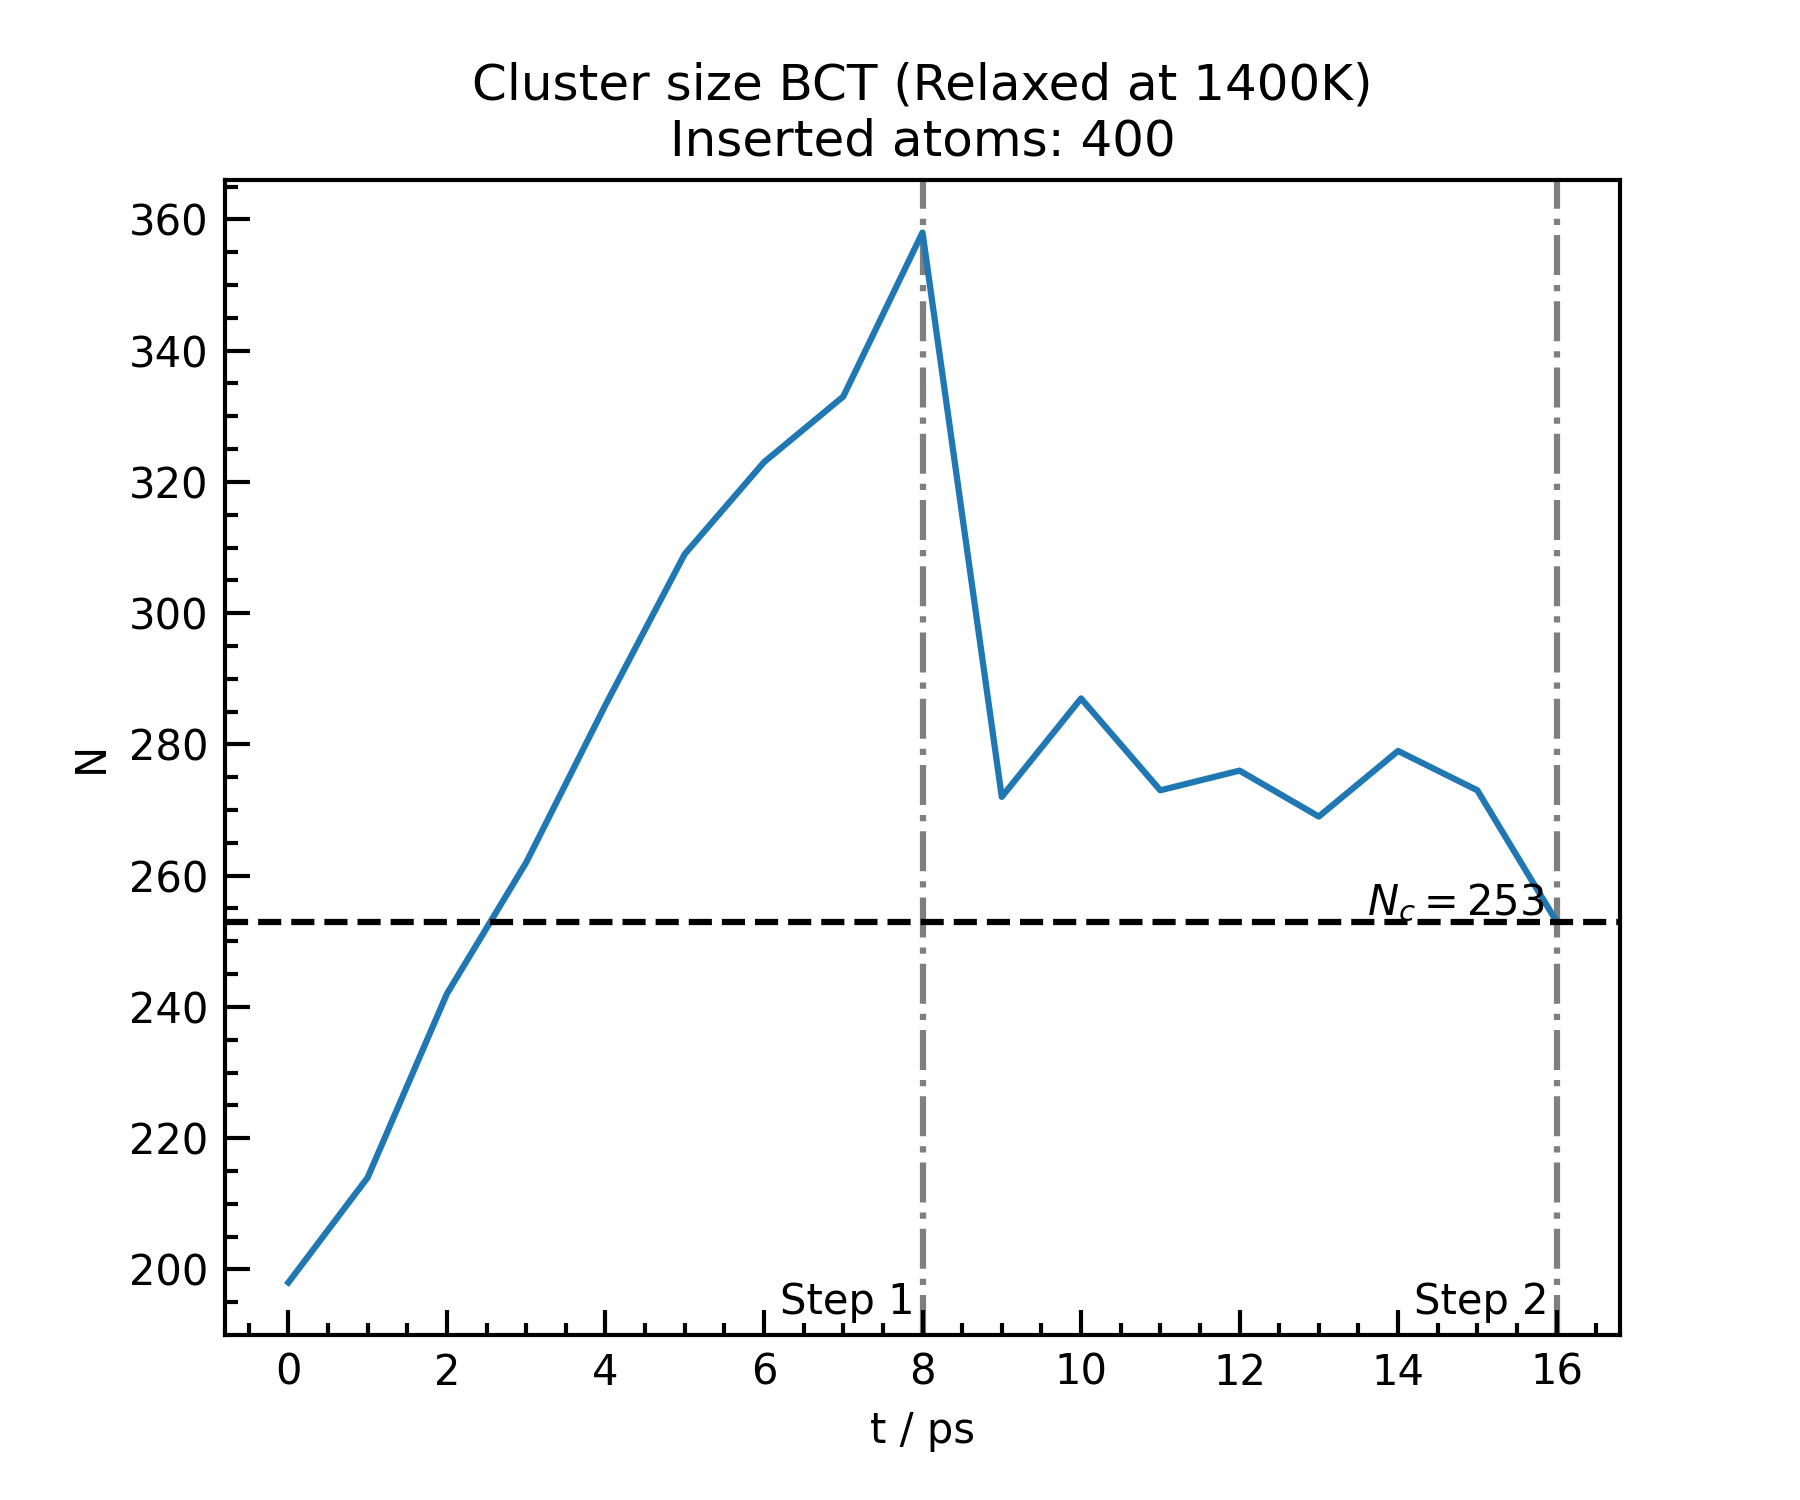 Cluster size BCT (Relaxed at 1400K)
Inserted atoms: 400
360
340
320
300
280
260
240
220
200
N
N_c = 253
Step 1
Step 2
0 2 4 6 8 10 12 14 16
t / ps